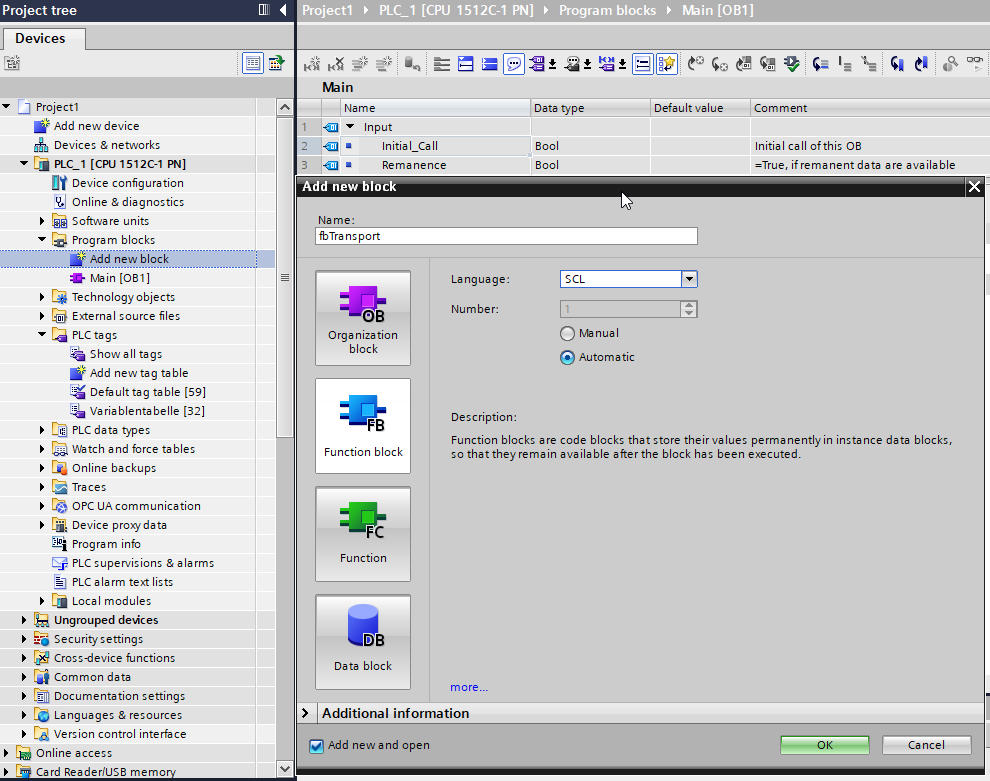 Project tree
Devices
Project1
Add new device
Devices & networks
PLC_1 [CPU 1512C-1 PN]
Device configuration
Online & diagnostics
Software units
Program blocks
Add new block
Main [OB1]
Technology objects
External source files
PLC tags
Show all tags
Add new tag table
Default tag table [59]
Variablentabelle [32]
PLC data types
Watch and force tables
Online backups
Traces
OPC UA communication
Device proxy data
Program info
PLC supervisions & alarms
PLC alarm text lists
Local modules
Ungrouped devices
Security settings
Cross-device functions
Common data
Documentation settings
Languages & resources
Version control interface
Online access
Card Reader/USB memory
Project1 PLC_1 [CPU 1512C-1 PN] Program blocks Main [OB1]
Main
Name Data type Default value Comment
1 Input
2 Initial_Call Bool Initial call of this OB
3 Remanence Bool =True, if remanent data are available
Add new block
Name:
fbTransport
OB
Organization
block
FB
Function block
FC
Function
DB
Data block
Language: SCL
Number: 1
Manual
Automatic
Description:
Function blocks are code blocks that store their values permanently in instance data blocks,
so that they remain available after the block has been executed.
more...
Additional information
Add new and open
OK Cancel